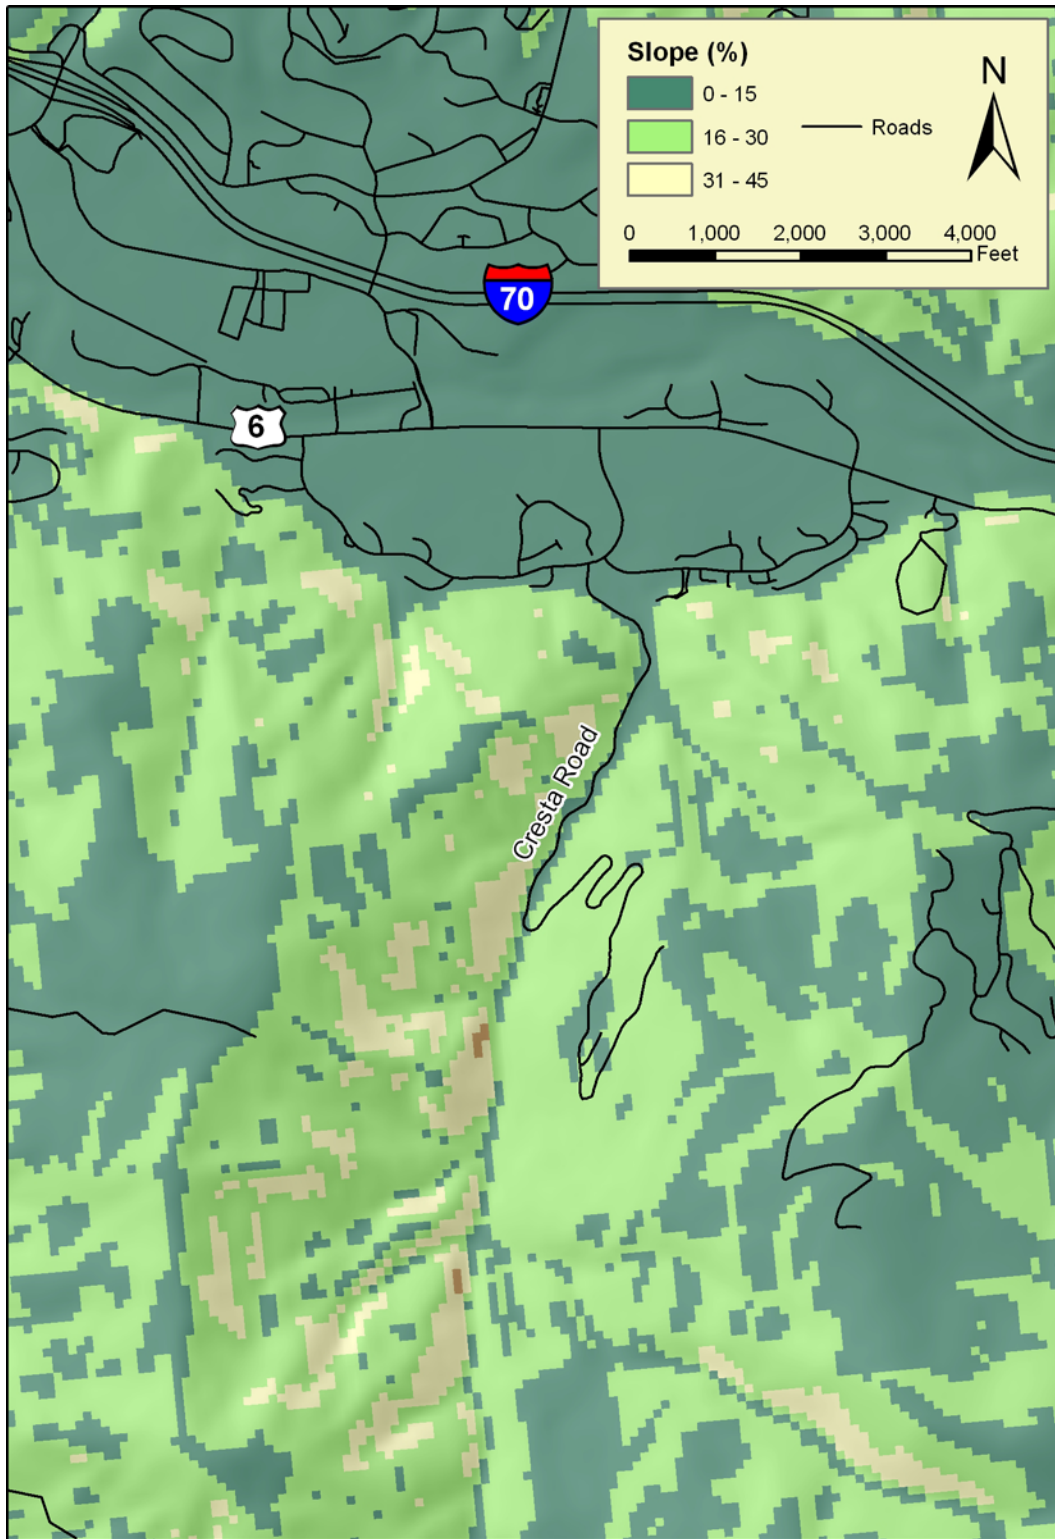 Slope (%)
0 - 15
16 - 30
31 - 45
Roads
N
0 1,000 2,000 3,000 4,000
Feet
70
6
Cresta Road